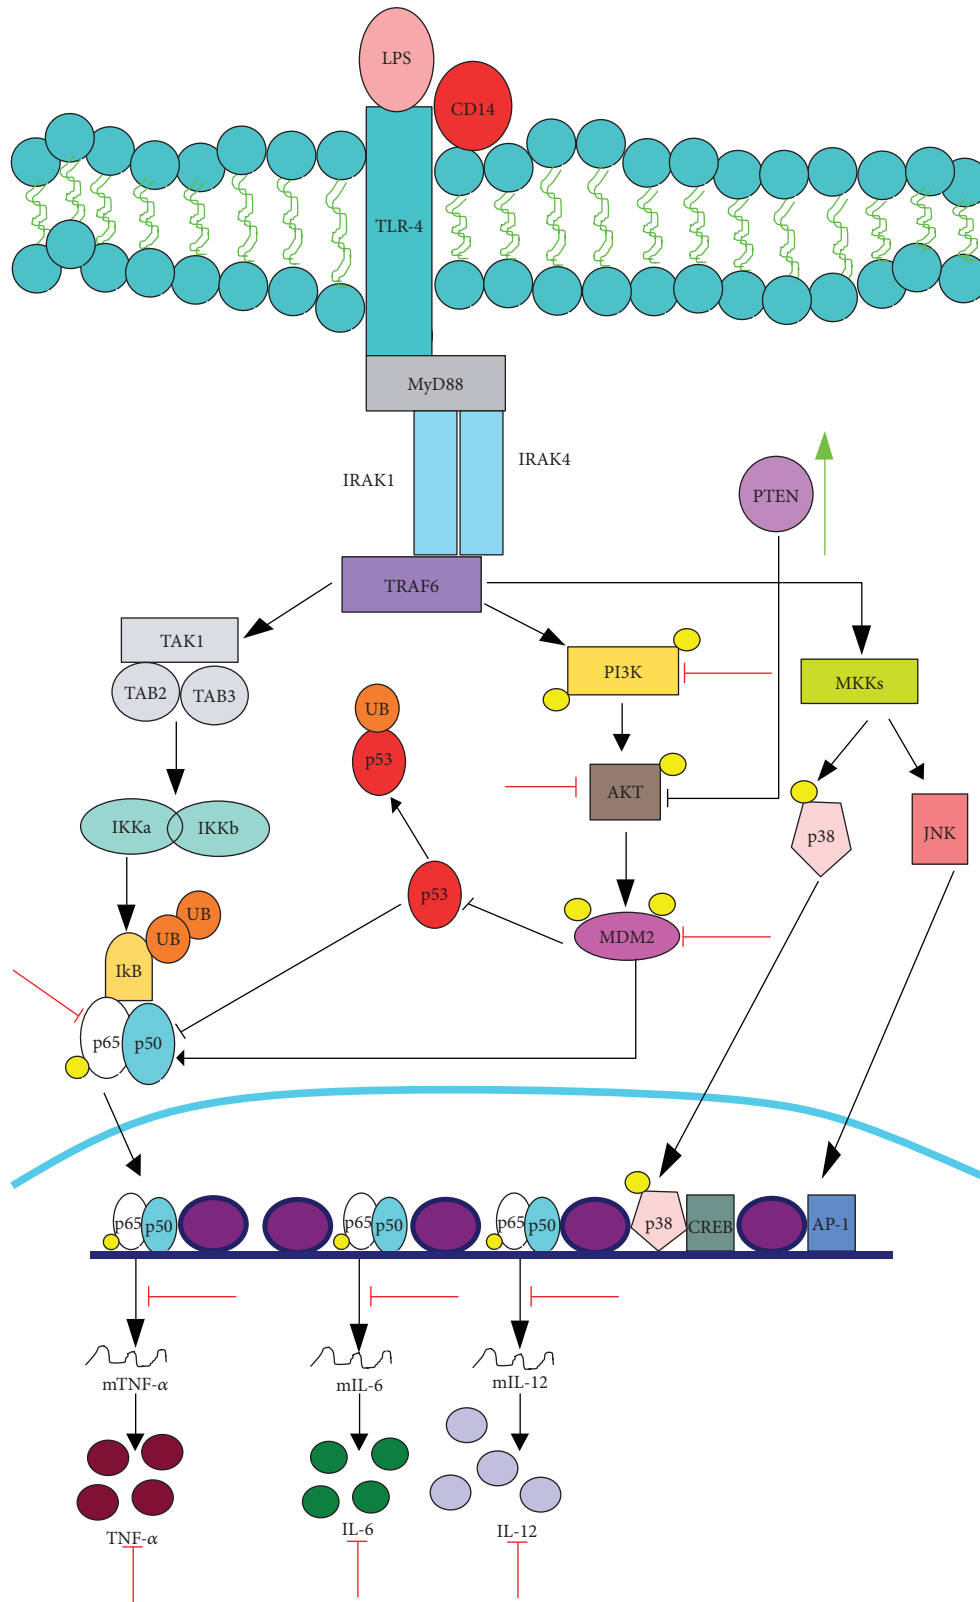 LPS
CD14
TLR-4
MyD88
IRAK1
IRAK4
PTEN
TRAF6
TAK1
TAB2
TAB3
PI3K
MKKs
UB
p53
AKT
IKKa
IKKb
p38
JNK
p53
UB
UB
MDM2
IkB
p65
p50
p65
p50
p65
p50
p65
p50
p38
CREB
AP-1
mTNF-α
mIL-6
mIL-12
TNF-α
IL-6
IL-12